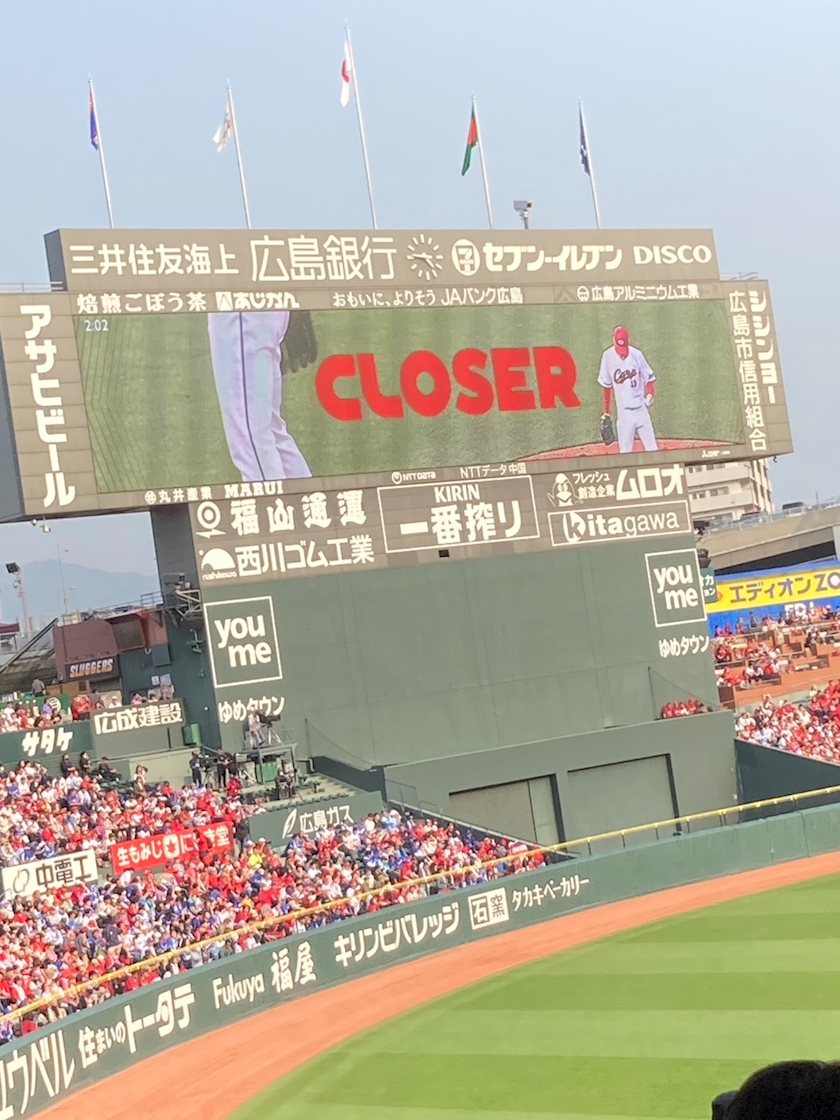 三井住友海上 広島銀行 セブン-イレブン DISCO
焙煎ごぼう茶 あじかん おもいに、よりそう JAバンク広島 広島アルミニウム工業
アサヒビール
2:02
CLOSER
Carp
13
シシンヨー
広島市信用組合
丸井産業 MARUI NTT DATA NTTデータ中国
福山通運
KIRIN
一番搾り
フレッシュ
創造企業
ムロオ
nishikawa
西川ゴム工業
Kitagawa
you
me
ゆめタウン
you
me
ゆめタウン
エディオン
SLUGGERS
サタケ
広成建設
広島ガス
生もみじ
中電工
住まいのトータテ
Fukuya 福屋
キリンビバレッジ
石窯
タカキベーカリー